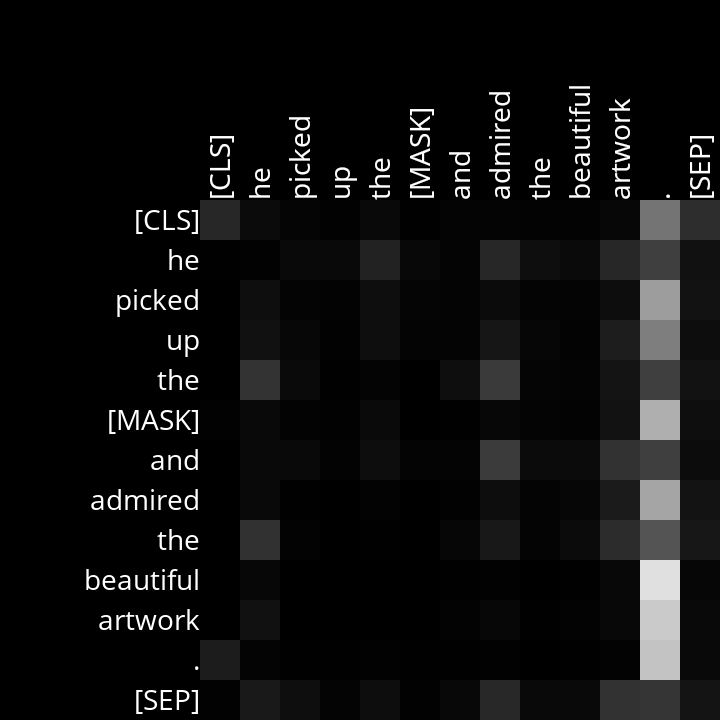 [CLS] he picked up the [MASK] and admired the beautiful artwork . [SEP]
[CLS]
he
picked
up
the
[MASK]
and
admired
the
beautiful
artwork
.
[SEP]